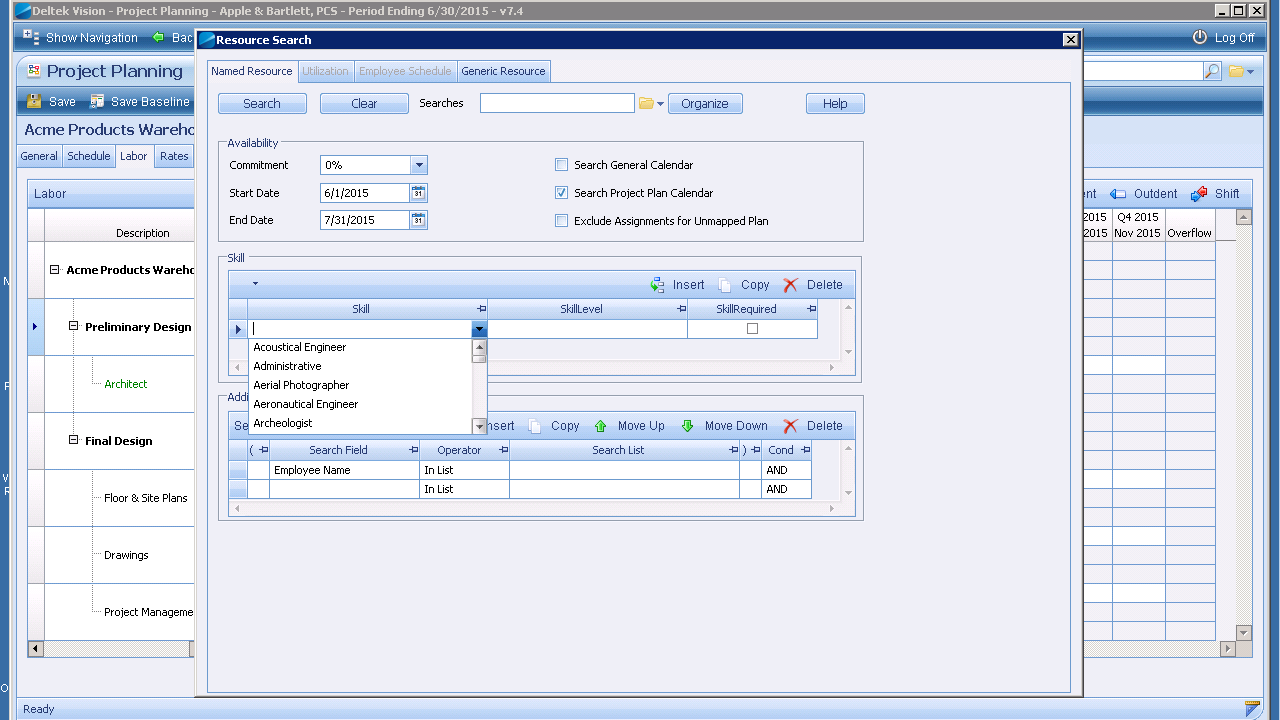 Deltek Vision - Project Planning - Apple & Bartlett, PCS - Period Ending 6/30/2015 - v7.4
Show Navigation Bac Log Off
Resource Search
Project Planning
Named Resource Utilization Employee Schedule Generic Resource
Save Save Baseline
Search Clear Searches Organize Help
Acme Products Wareho
General Schedule Labor Rates
Availability
Commitment 0% Search General Calendar
Start Date 6/1/2015 31 Search Project Plan Calendar
End Date 7/31/2015 31 Exclude Assignments for Unmapped Plan
Labor nt Outdent Shift
2015 Q4 2015
Description 2015 Nov 2015 Overflow
Skill
Insert Copy Delete
Skill SkillLevel SkillRequired
Acoustical Engineer
Administrative
Aerial Photographer
Aeronautical Engineer
Archeologist
Acme Products Wareho
Preliminary Design
Architect
Final Design
Floor & Site Plans
Drawings
Project Manageme
Addi
Se nsert Copy Move Up Move Down Delete
( Search Field Operator Search List ) Cond
Employee Name In List AND
In List AND
Ready